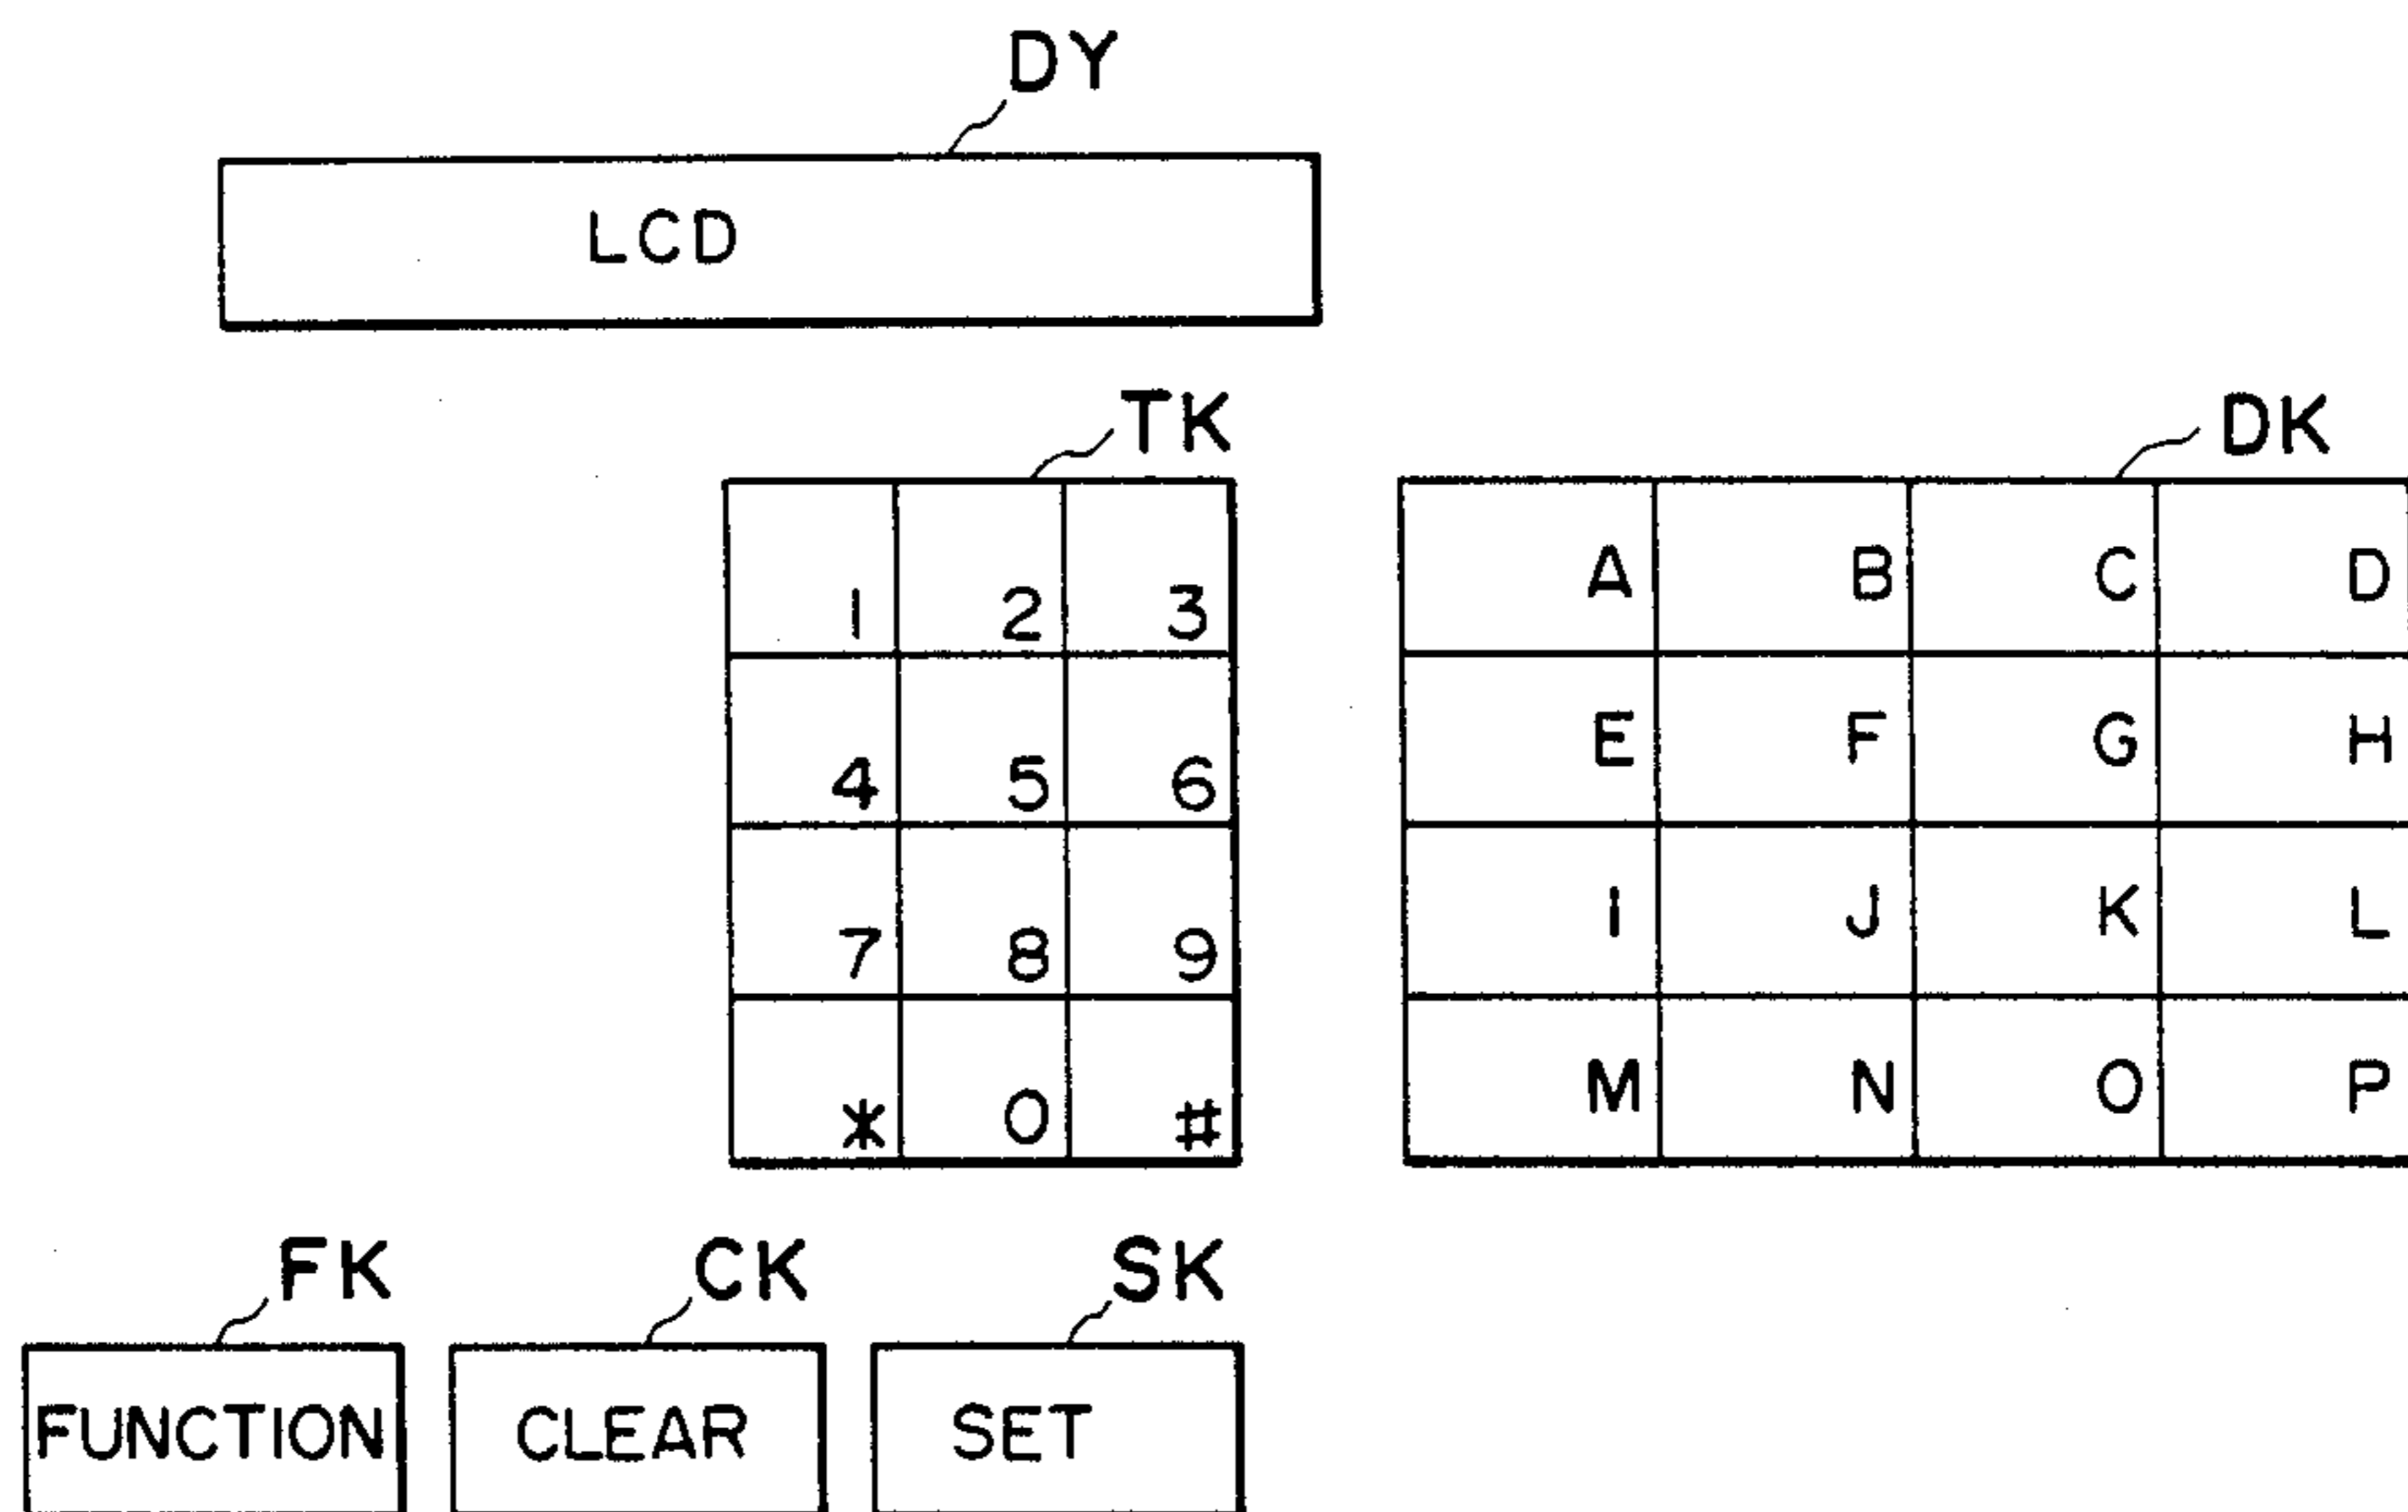 DY
LCD
TK DK
1 2 3 A B C D
4 5 6 E F G H
7 8 9 I J K L
* 0 # M N O P
FK CK SK
FUNCTION CLEAR SET